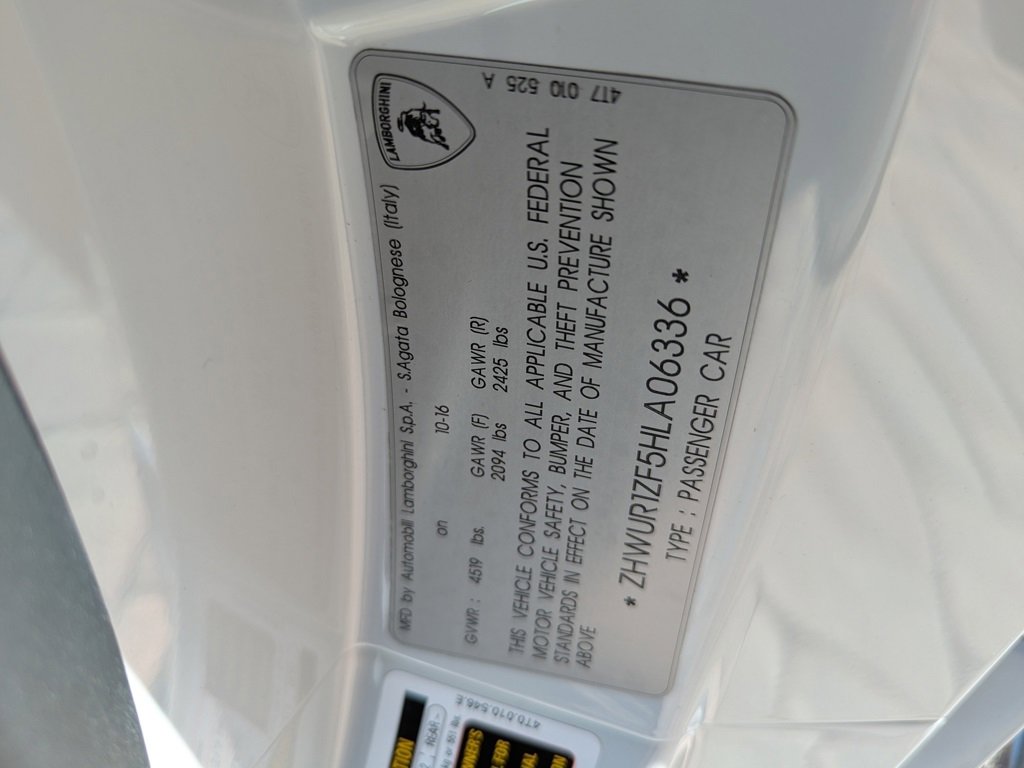 LAMBORGHINI
MFD by Automobili Lamborghini S.p.A. - S.Agata Bolognese (Italy)
on 10-16
GVWR : 4519 lbs. GAWR (F) GAWR (R)
2094 lbs 2425 lbs
THIS VEHICLE CONFORMS TO ALL APPLICABLE U.S. FEDERAL
MOTOR VEHICLE SAFETY, BUMPER, AND THEFT PREVENTION
STANDARDS IN EFFECT ON THE DATE OF MANUFACTURE SHOWN
ABOVE
* ZHWUR1ZF5HLA06336 *
TYPE : PASSENGER CAR
4T7 010 525 A
REAR